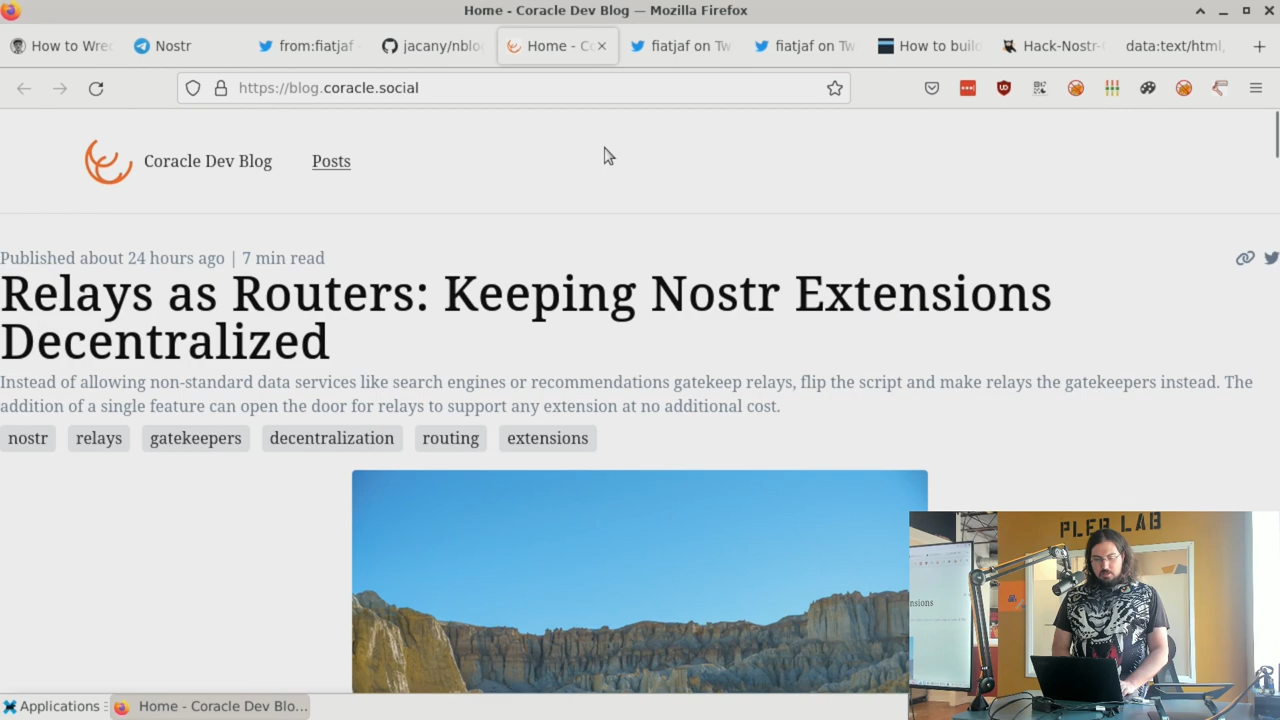 Home - Coracle Dev Blog — Mozilla Firefox
How to Wre
Nostr
from:fiatjaf
jacany/nblo
Home - Co
fiatjaf on Tw
fiatjaf on Tw
How to build
Hack-Nostr-
data:text/html,
https://blog.coracle.social
Coracle Dev Blog
Posts
Published about 24 hours ago | 7 min read
Relays as Routers: Keeping Nostr Extensions
Decentralized
Instead of allowing non-standard data services like search engines or recommendations gatekeep relays, flip the script and make relays the gatekeepers instead. The
addition of a single feature can open the door for relays to support any extension at no additional cost.
nostr relays gatekeepers decentralization routing extensions
PLEB LAB
nsions
Applications
Home - Coracle Dev Blo...